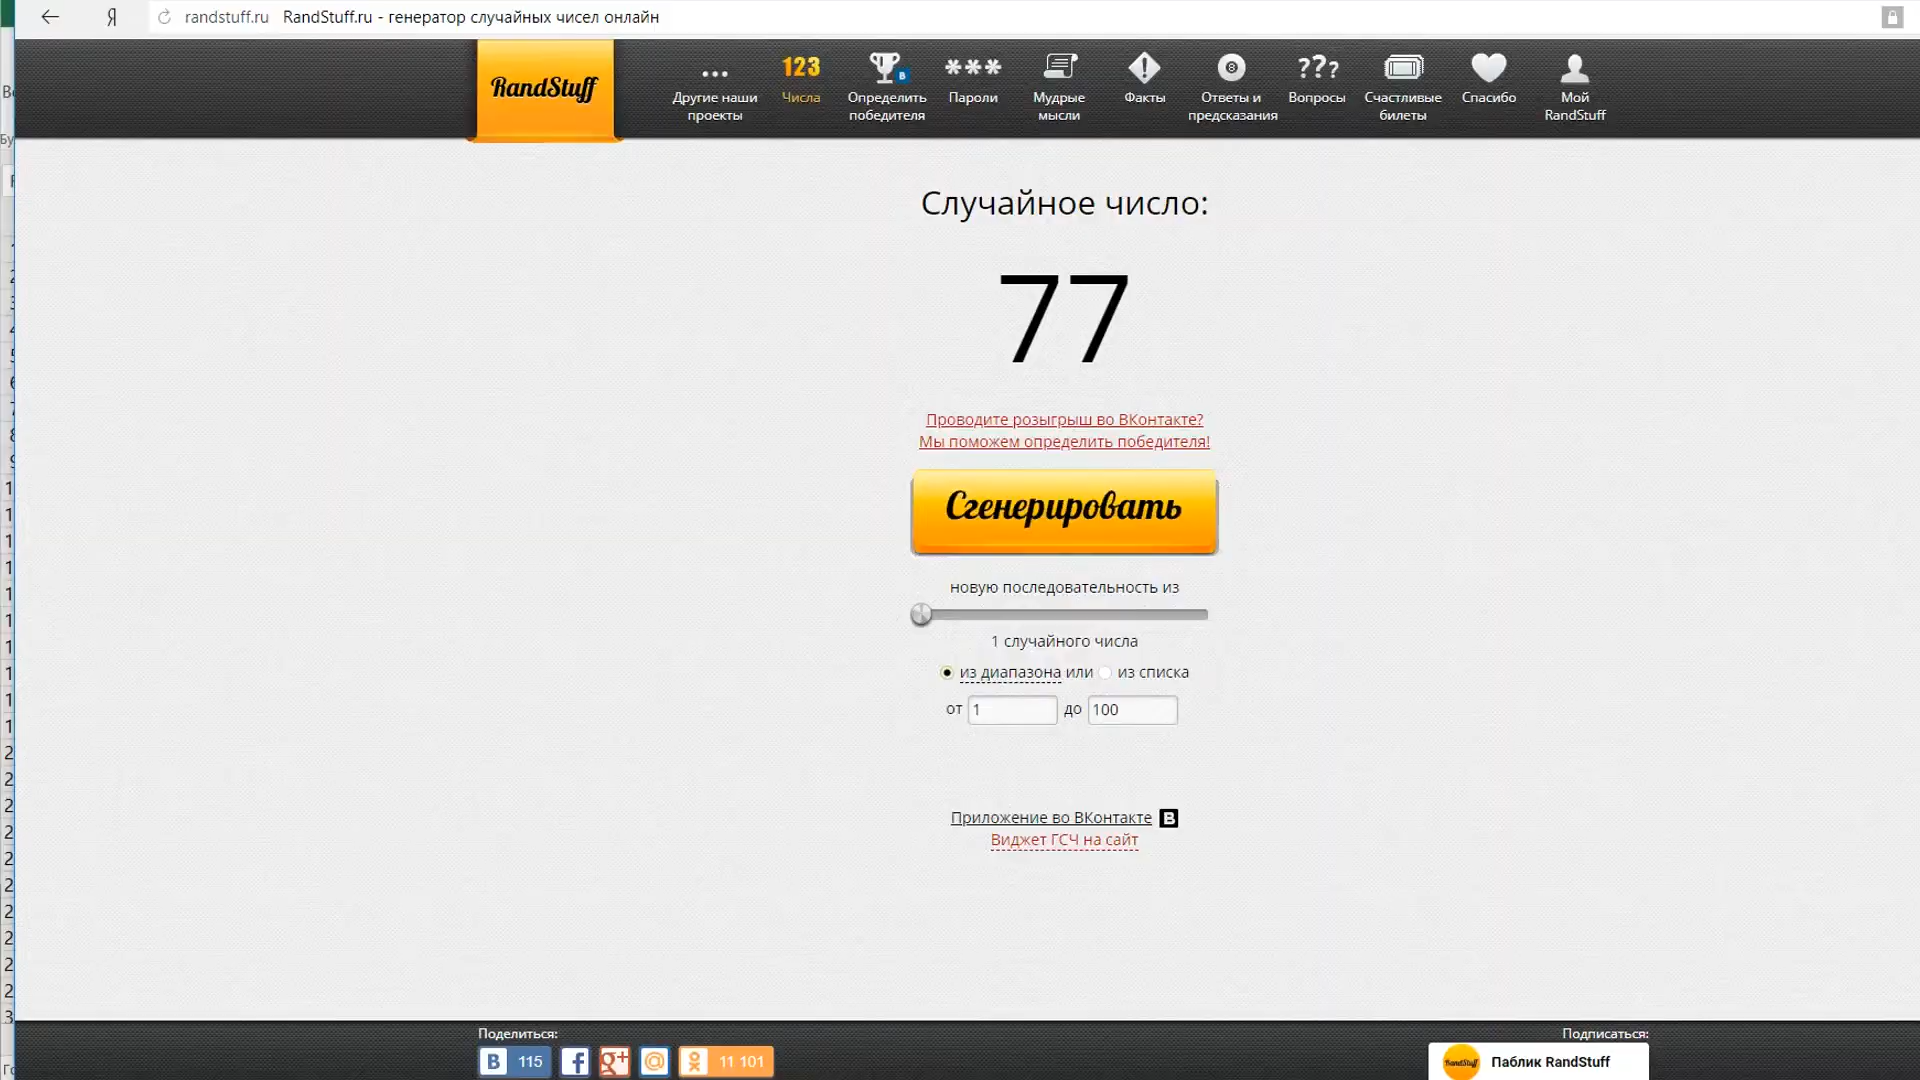 Я randstuff.ru RandStuff.ru - генератор случайных чисел онлайн
RandStuff
...
Другие наши
проекты
123
Числа
Определить
победителя
***
Пароли
Мудрые
мысли
Факты
8
Ответы и
предсказания
???
Вопросы
Счастливые
билеты
Спасибо
Мой
RandStuff
Случайное число:
77
Проводите розыгрыш во ВКонтакте?
Мы поможем определить победителя!
Сгенерировать
новую последовательность из
1 случайного числа
из диапазона или из списка
от 1 до 100
Приложение во ВКонтакте В
Виджет ГСЧ на сайт
Поделиться:
В 115 f g+ @ 11 101
Подписаться:
RandStuff Паблик RandStuff